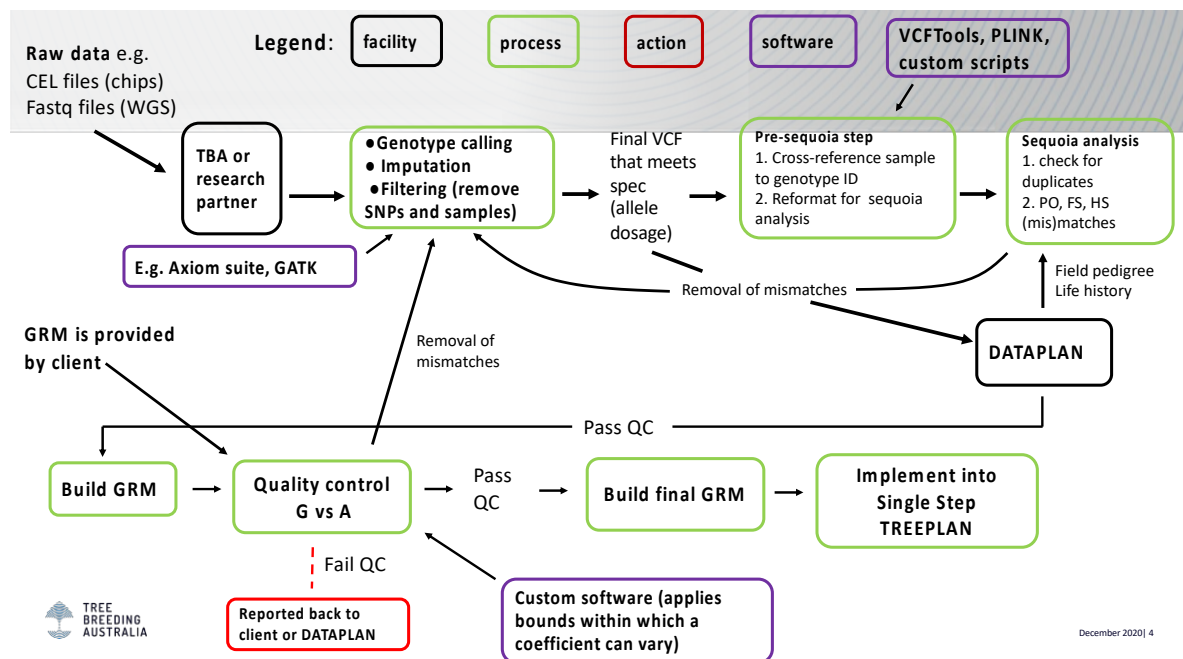 Legend:
facility
process
action
software
VCFTools, PLINK,
custom scripts
Raw data e.g.
CEL files (chips)
Fastq files (WGS)
TBA or
research
partner
●Genotype calling
● Imputation
●Filtering (remove
SNPs and samples)
Final VCF
that meets
spec
(allele
dosage)
Pre-sequoia step
1. Cross-reference sample
to genotype ID
2. Reformat for sequoia
analysis
Sequoia analysis
1. check for
duplicates
2. PO, FS, HS
(mis)matches
E.g. Axiom suite, GATK
Removal of mismatches
Field pedigree
Life history
GRM is provided
by client
Removal of
mismatches
DATAPLAN
Pass QC
Build GRM
Quality control
G vs A
Pass
QC
Build final GRM
Implement into
Single Step
TREEPLAN
Fail QC
Reported back to
client or DATAPLAN
Custom software (applies
bounds within which a
coefficient can vary)
TREE
BREEDING
AUSTRALIA
December 2020| 4